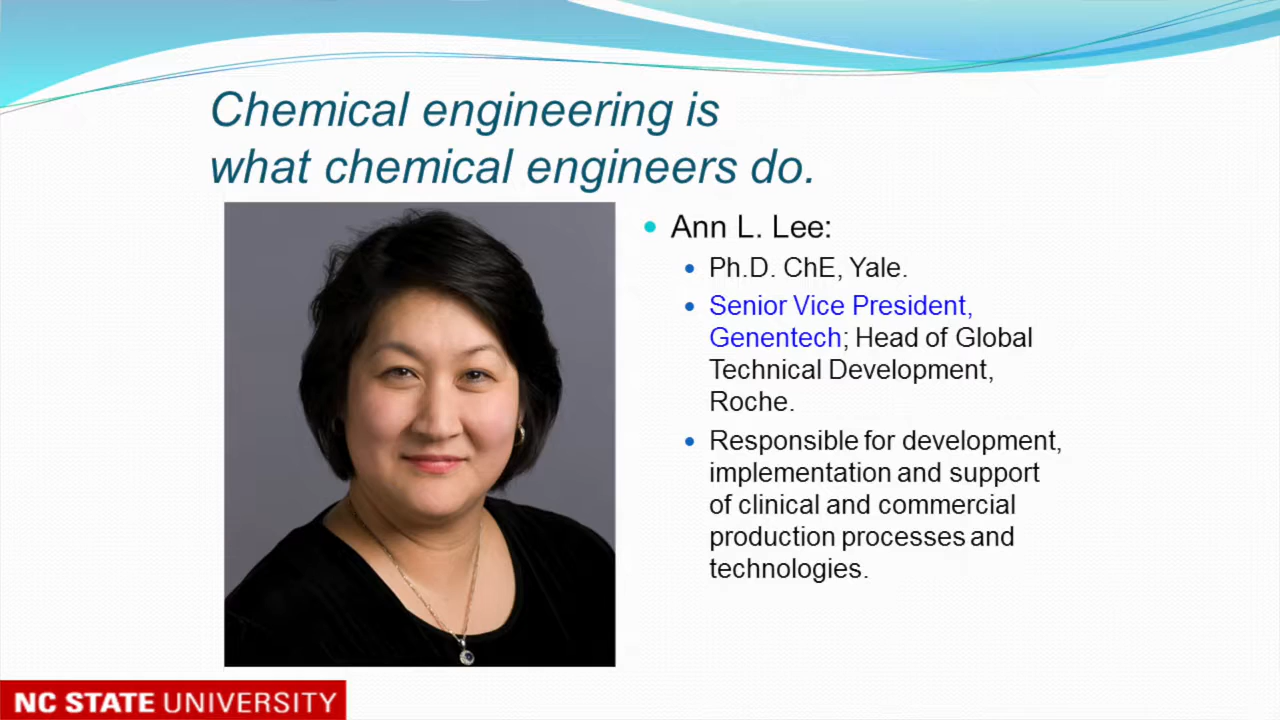 Chemical engineering is
what chemical engineers do.
Ann L. Lee:
Ph.D. ChE, Yale.
Senior Vice President,
Genentech; Head of Global
Technical Development,
Roche.
Responsible for development,
implementation and support
of clinical and commercial
production processes and
technologies.
NC STATE UNIVERSITY